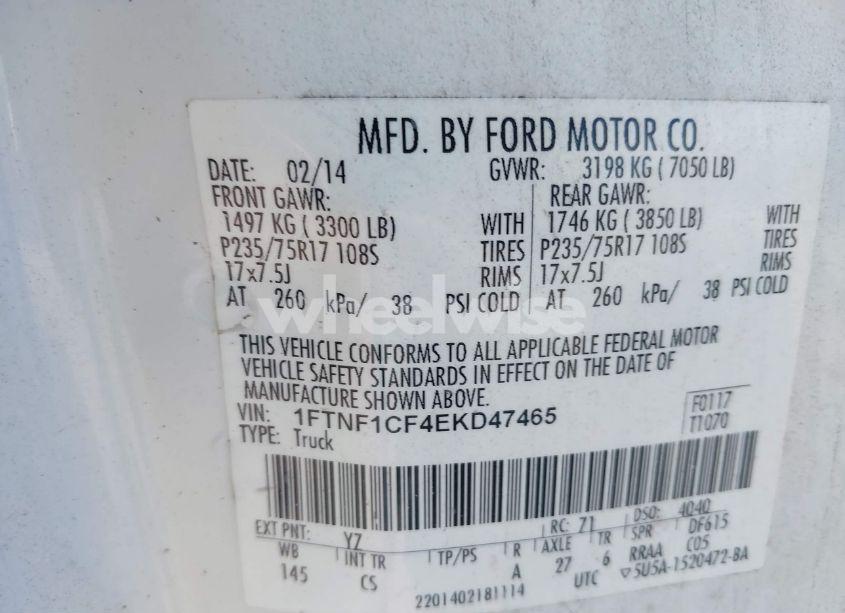 MFD. BY FORD MOTOR CO.
DATE: 02/14 GVWR: 3198 KG ( 7050 LB)
FRONT GAWR: REAR GAWR:
1497 KG ( 3300 LB) WITH 1746 KG ( 3850 LB) WITH
P235/75R17 108S TIRES P235/75R17 108S TIRES
17x7.5J RIMS 17x7.5J RIMS
AT 260 kPa/ 38 PSI COLD AT 260 kPa/ 38 PSI COLD
wheelwise
THIS VEHICLE CONFORMS TO ALL APPLICABLE FEDERAL MOTOR
VEHICLE SAFETY STANDARDS IN EFFECT ON THE DATE OF
MANUFACTURE SHOWN ABOVE.
VIN: 1FTNF1CF4EKD47465 F0117
TYPE: Truck T1070
EXT PNT: YZ RC: 71 DSO: 4040
WB INT TR TP/PS R AXLE TR SPR DF615
145 CS A 27 6 RRAA C05
2201402181114 UTC ▽5U5A-1520472-BA